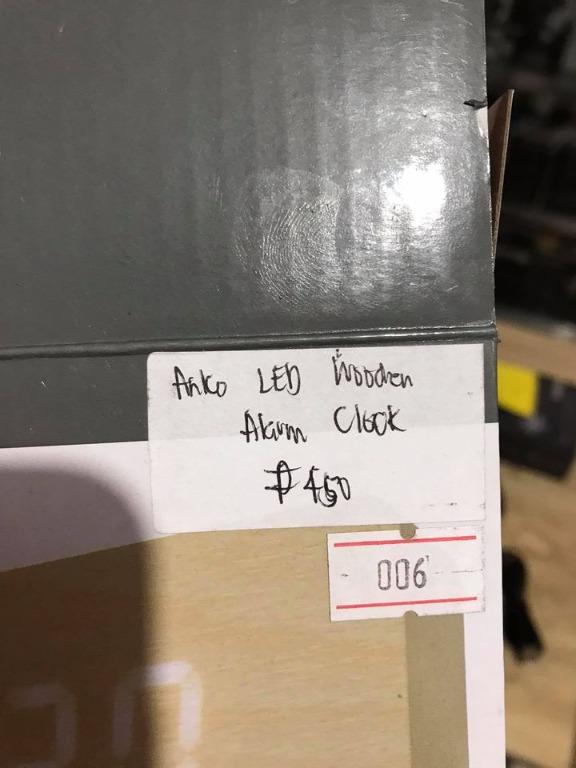 Anko LED Wooden
Alarm Clock
₱450
006